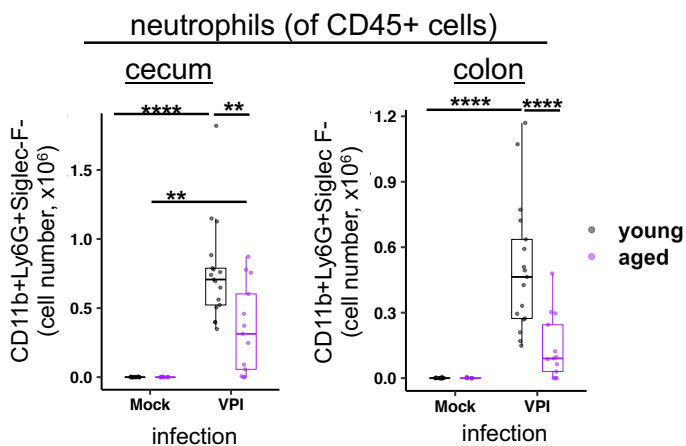 neutrophils (of CD45+ cells)
cecum
colon
CD11b+Ly6G+Siglec-F-
(cell number, x10⁶)
****
**
**
1.5
1.0
0.5
0.0
Mock
VPI
infection
CD11b+Ly6G+Siglec F-
(cell number, x10⁶)
****
****
1.2
0.9
0.6
0.3
0.0
Mock
VPI
infection
young
aged